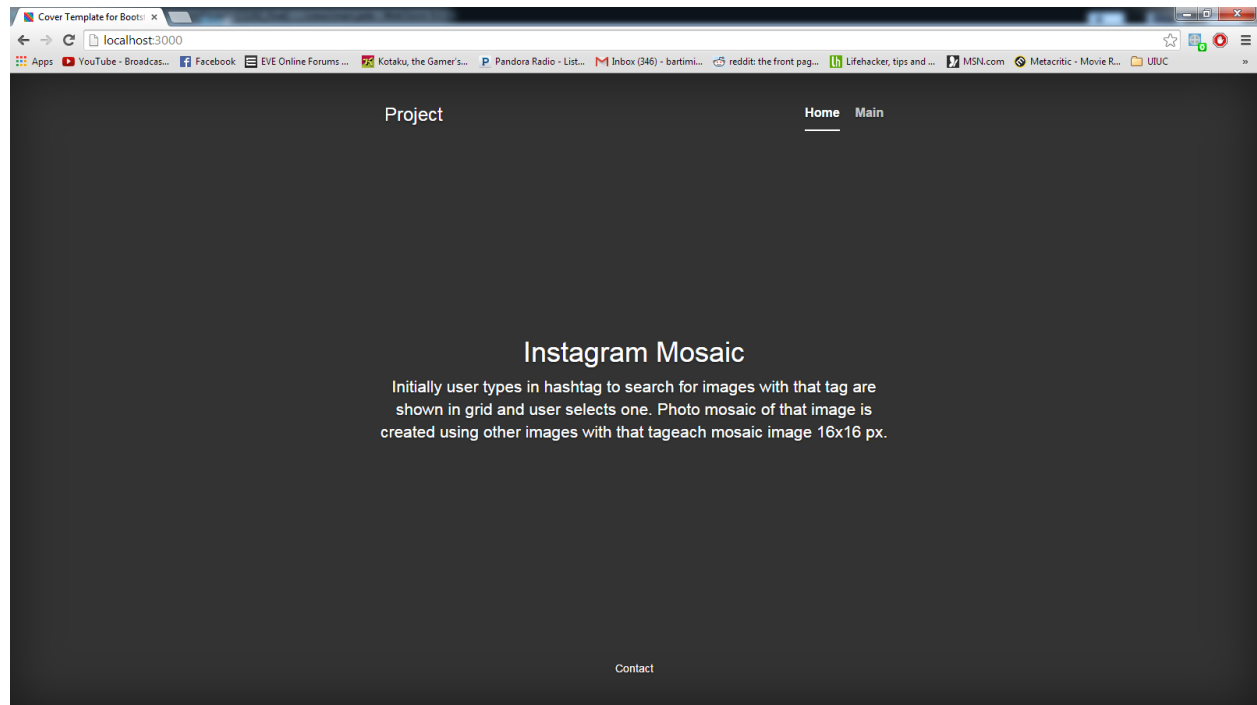 Cover Template for Boots
localhost:3000
Apps YouTube - Broadcas... Facebook EVE Online Forums ... Kotaku, the Gamer's... Pandora Radio - List... Inbox (346) - bartimi... reddit: the front pag... Lifehacker, tips and ... MSN.com Metacritic - Movie R... UIUC »
Project Home Main
Instagram Mosaic
Initially user types in hashtag to search for images with that tag are
shown in grid and user selects one. Photo mosaic of that image is
created using other images with that tageach mosaic image 16x16 px.
Contact